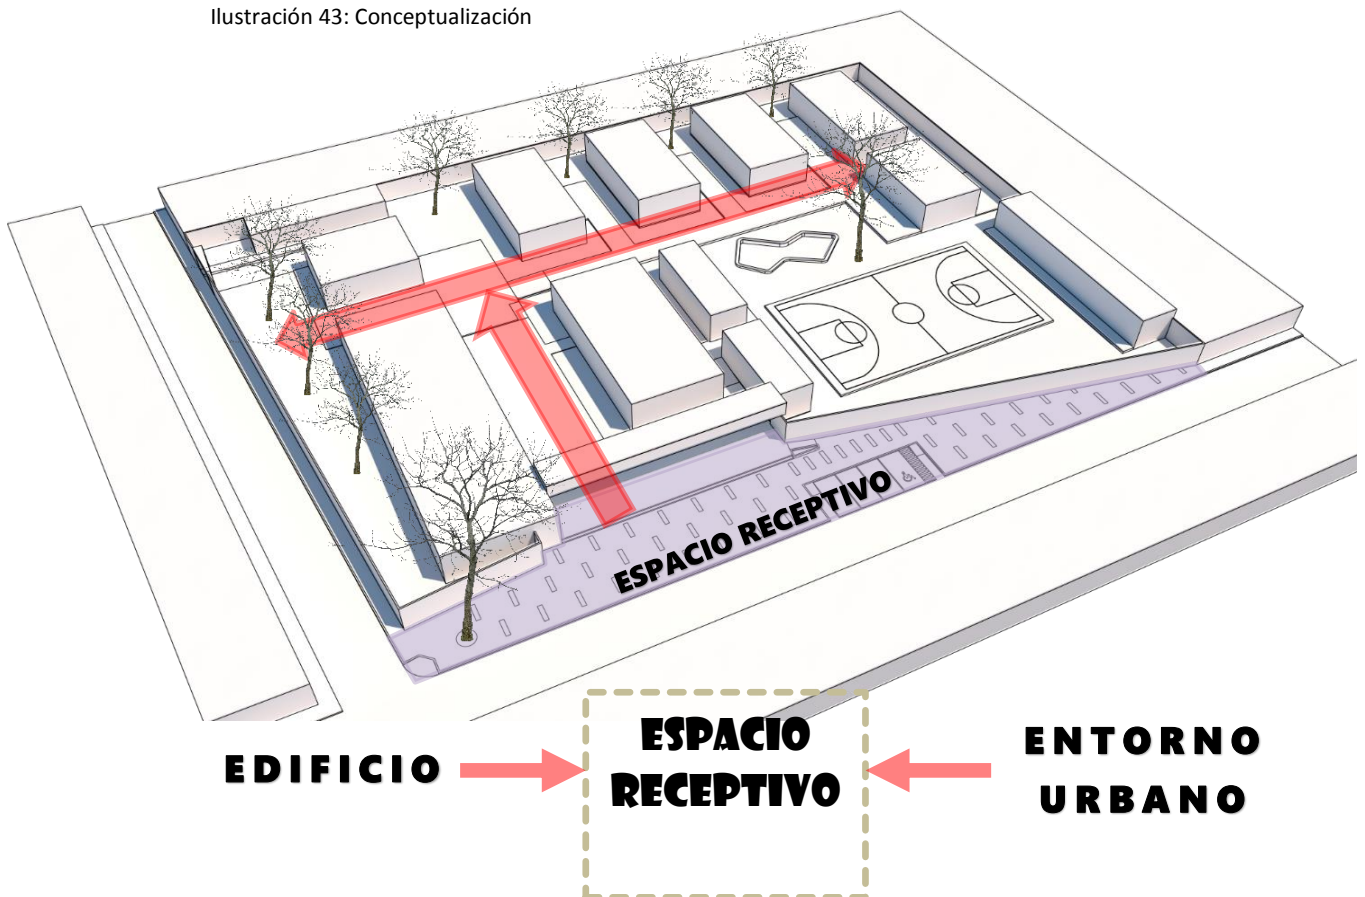 Ilustración 43: Conceptualización
ESPACIO RECEPTIVO
EDIFICIO
ESPACIO
RECEPTIVO
ENTORNO
URBANO